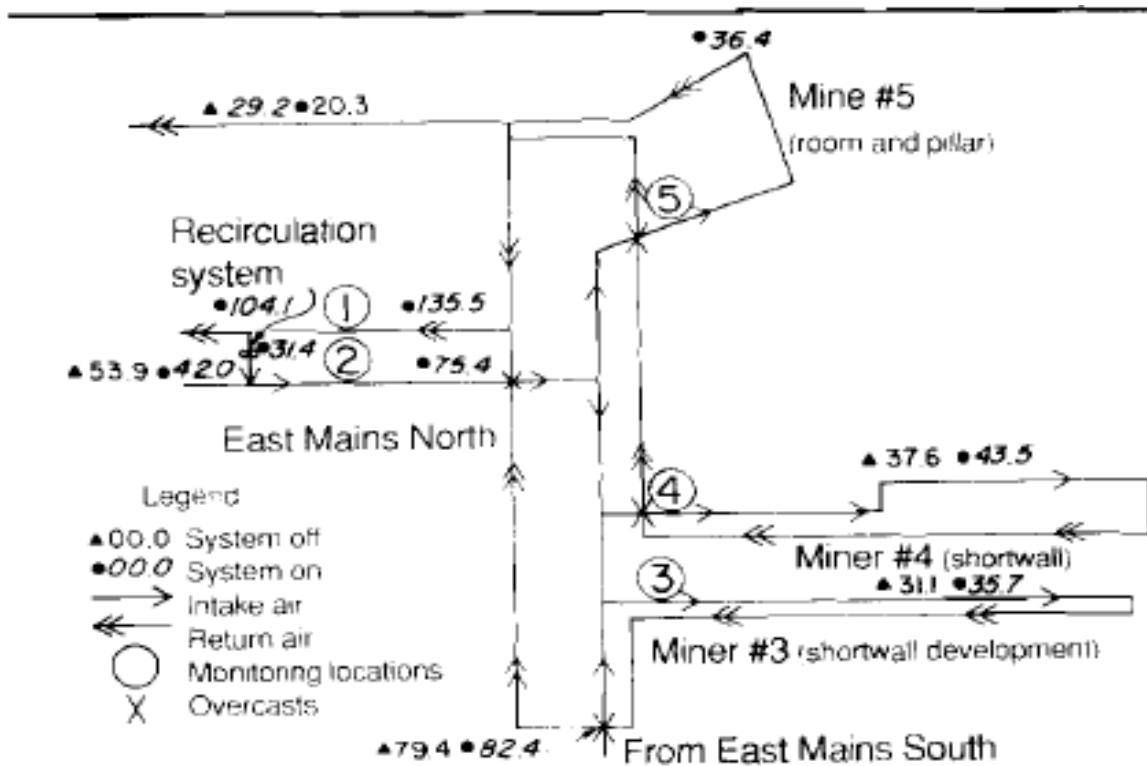 ●36.4
Mine #5
(room and pillar)
▲ 29.2 ●20.3
5
Recirculation
system
●104.1 1 ●135.5
●31.4
2
▲53.9 ●42.0 ●75.4
East Mains North
▲ 37.6 ●43.5
4
Legend
▲00.0 System off
●00.0 System on
Intake air
Return air
Monitoring locations
X Overcasts
Miner #4 (shortwall)
3
▲ 31.1 ●35.7
Miner #3 (shortwall development)
▲79.4 ●82.4
From East Mains South